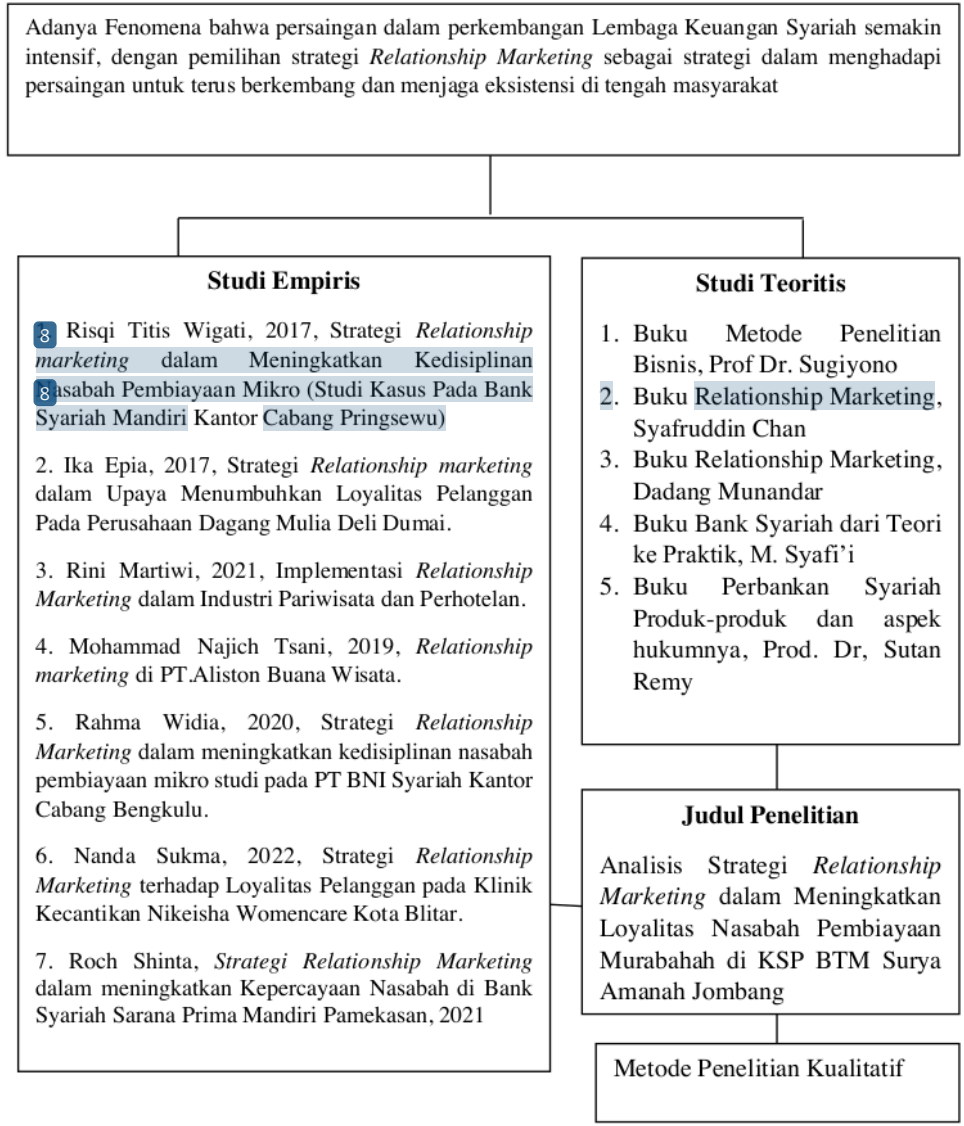 Adanya Fenomena bahwa persaingan dalam perkembangan Lembaga Keuangan Syariah semakin
intensif, dengan pemilihan strategi Relationship Marketing sebagai strategi dalam menghadapi
persaingan untuk terus berkembang dan menjaga eksistensi di tengah masyarakat
Studi Empiris
8 Risqi Titis Wigati, 2017, Strategi Relationship
marketing dalam Meningkatkan Kedisiplinan
8 Nasabah Pembiayaan Mikro (Studi Kasus Pada Bank
Syariah Mandiri Kantor Cabang Pringsewu)
2. Ika Epia, 2017, Strategi Relationship marketing
dalam Upaya Menumbuhkan Loyalitas Pelanggan
Pada Perusahaan Dagang Mulia Deli Dumai.
3. Rini Martiwi, 2021, Implementasi Relationship
Marketing dalam Industri Pariwisata dan Perhotelan.
4. Mohammad Najich Tsani, 2019, Relationship
marketing di PT.Aliston Buana Wisata.
5. Rahma Widia, 2020, Strategi Relationship
Marketing dalam meningkatkan kedisiplinan nasabah
pembiayaan mikro studi pada PT BNI Syariah Kantor
Cabang Bengkulu.
6. Nanda Sukma, 2022, Strategi Relationship
Marketing terhadap Loyalitas Pelanggan pada Klinik
Kecantikan Nikeisha Womencare Kota Blitar.
7. Roch Shinta, Strategi Relationship Marketing
dalam meningkatkan Kepercayaan Nasabah di Bank
Syariah Sarana Prima Mandiri Pamekasan, 2021
Studi Teoritis
1. Buku Metode Penelitian
Bisnis, Prof Dr. Sugiyono
2. Buku Relationship Marketing,
Syafruddin Chan
3. Buku Relationship Marketing,
Dadang Munandar
4. Buku Bank Syariah dari Teori
ke Praktik, M. Syafi’i
5. Buku Perbankan Syariah
Produk-produk dan aspek
hukumnya, Prod. Dr, Sutan
Remy
Judul Penelitian
Analisis Strategi Relationship
Marketing dalam Meningkatkan
Loyalitas Nasabah Pembiayaan
Murabahah di KSP BTM Surya
Amanah Jombang
Metode Penelitian Kualitatif